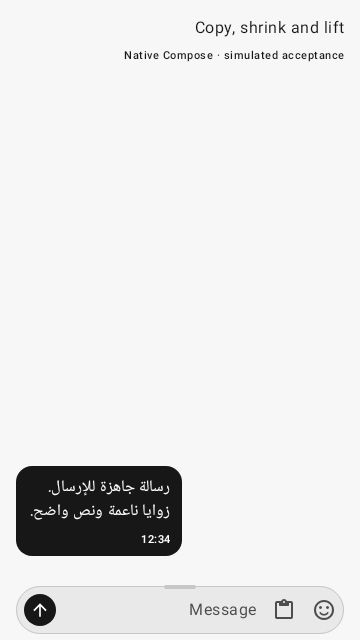 Copy, shrink and lift
Native Compose · simulated acceptance
رسالة جاهزة للإرسال.
زوايا ناعمة ونص واضح.
12:34
Message